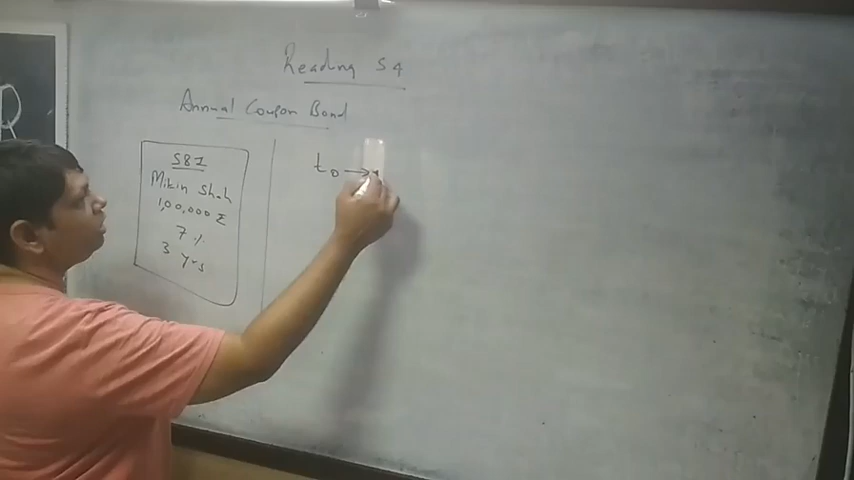 Reading 54
Annual Coupon Bond
SBI
Mikin Shah
1,00,000 ₹
7 %
3 Yrs
t0 →
R